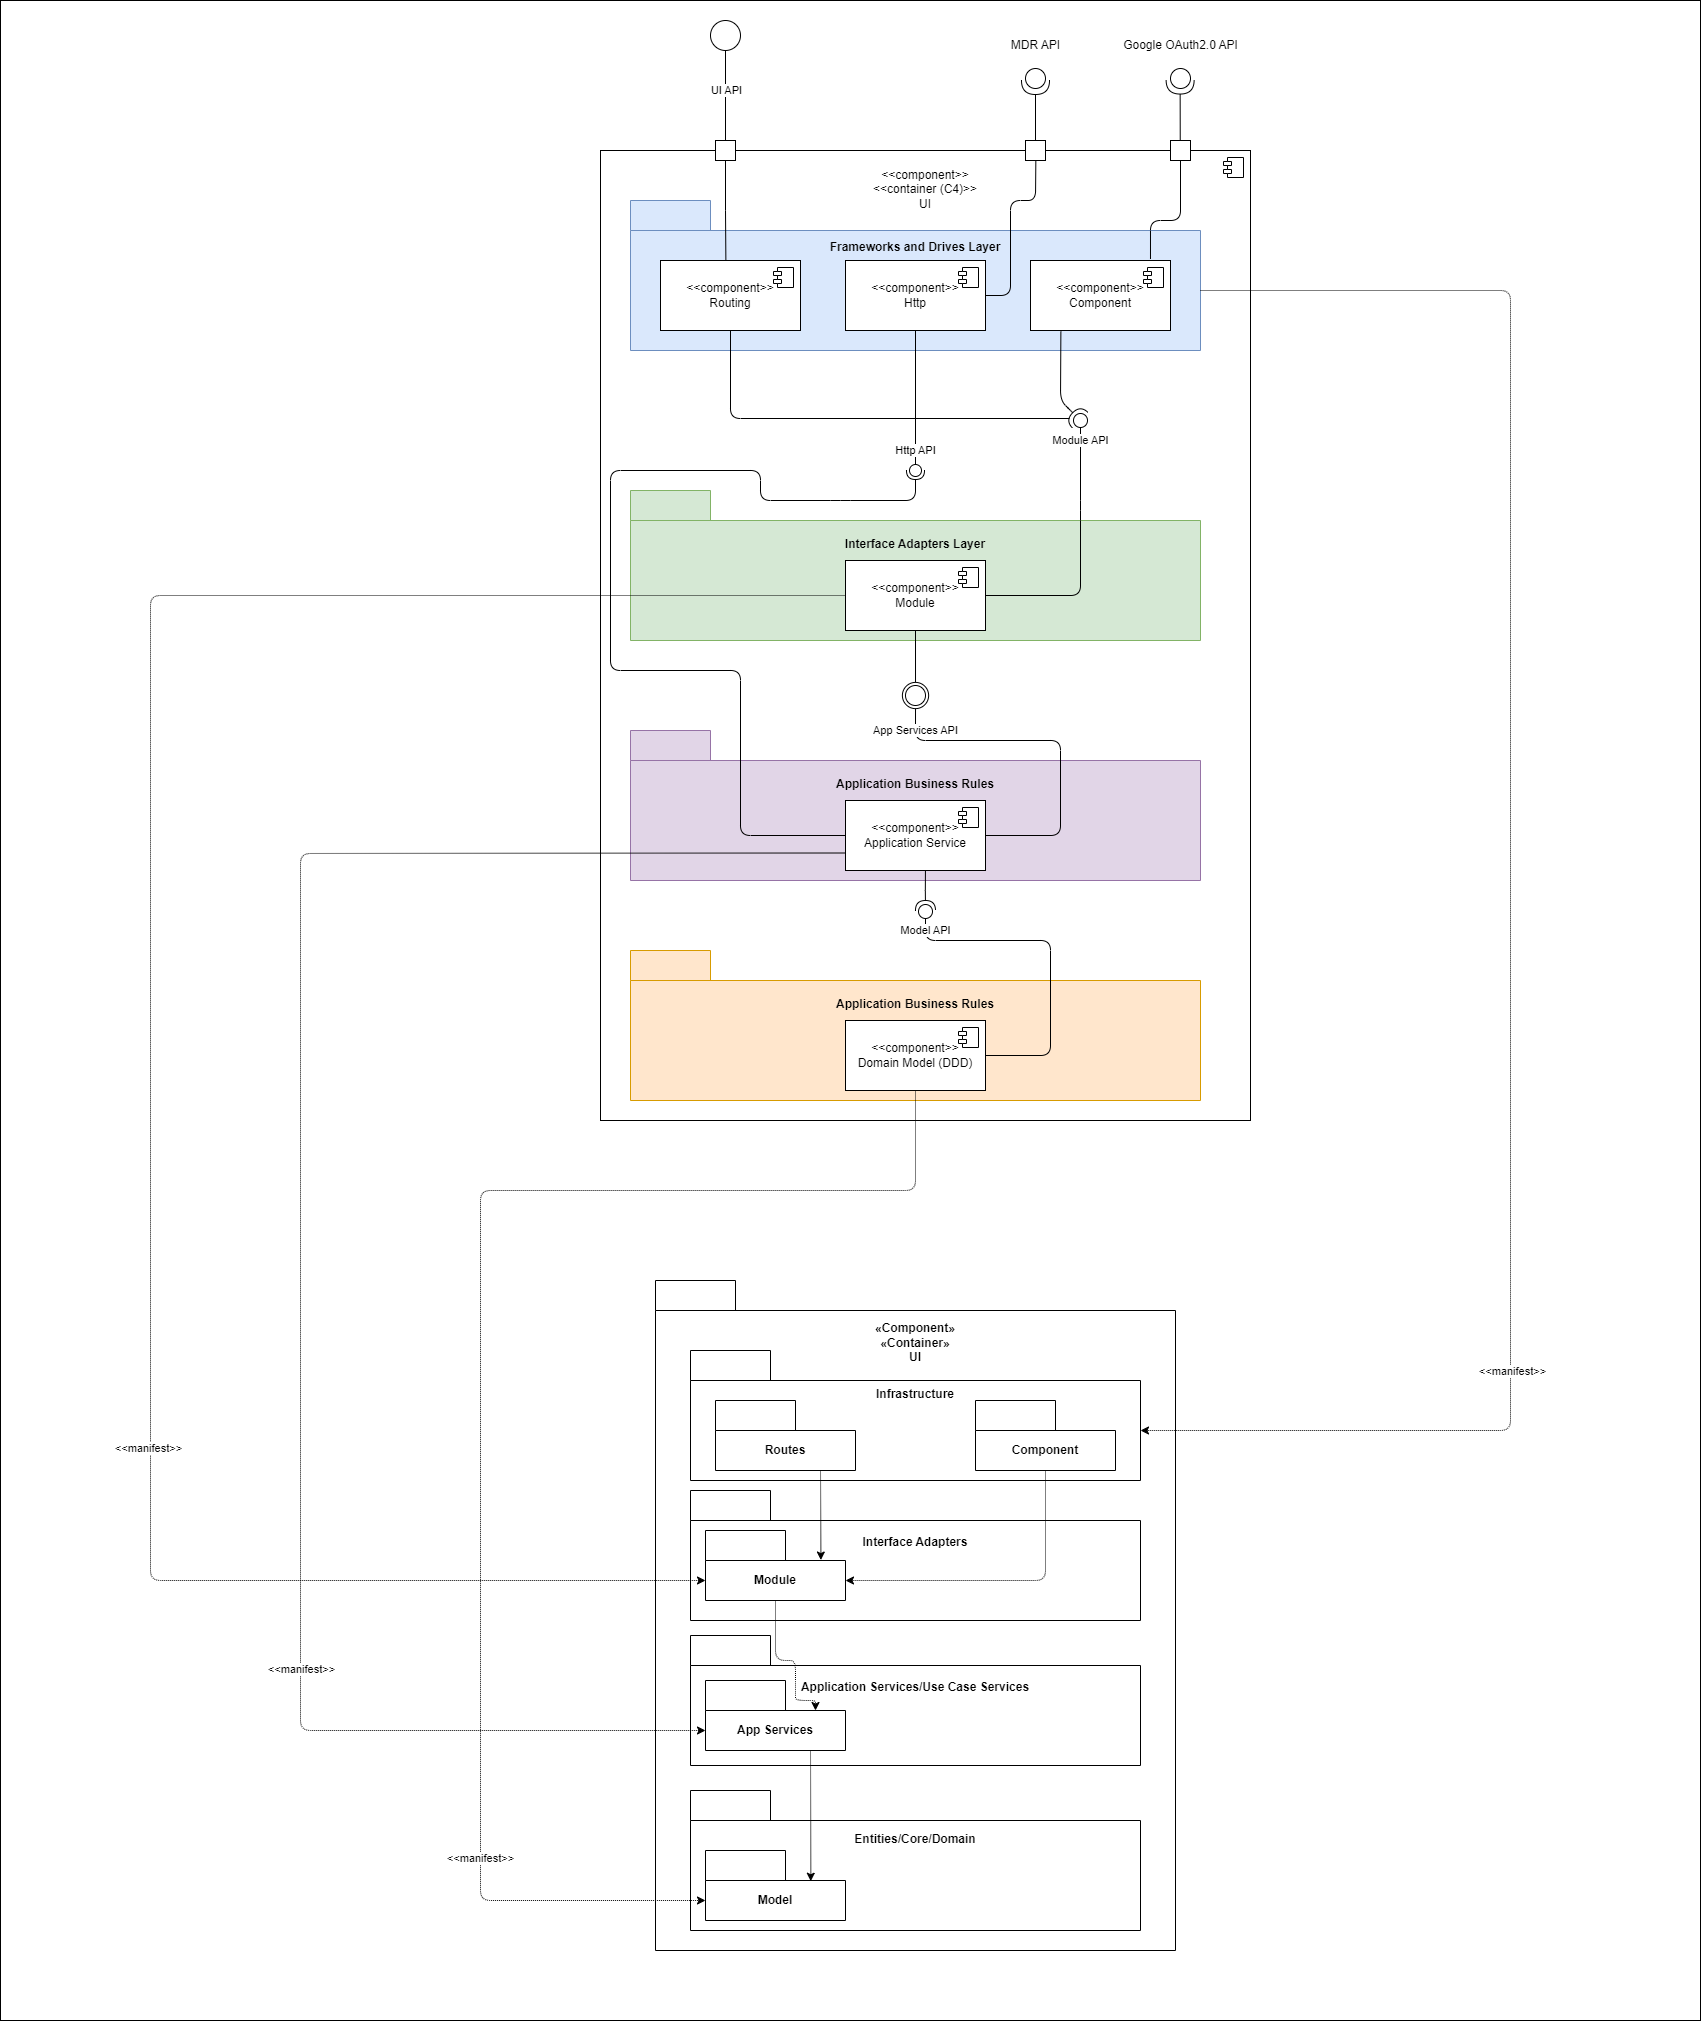 MDR API
Google OAuth2.0 API
UI API
<<component>>
<<container (C4)>>
UI
Frameworks and Drives Layer
<<component>>
Routing
<<component>>
Http
<<component>>
Component
Module API
Http API
Interface Adapters Layer
<<component>>
Module
App Services API
Application Business Rules
<<component>>
Application Service
Model API
Application Business Rules
<<component>>
Domain Model (DDD)
«Component»
«Container»
UI
<<manifest>>
Infrastructure
Routes
Component
<<manifest>>
Interface Adapters
Module
<<manifest>>
Application Services/Use Case Services
App Services
Entities/Core/Domain
<<manifest>>
Model